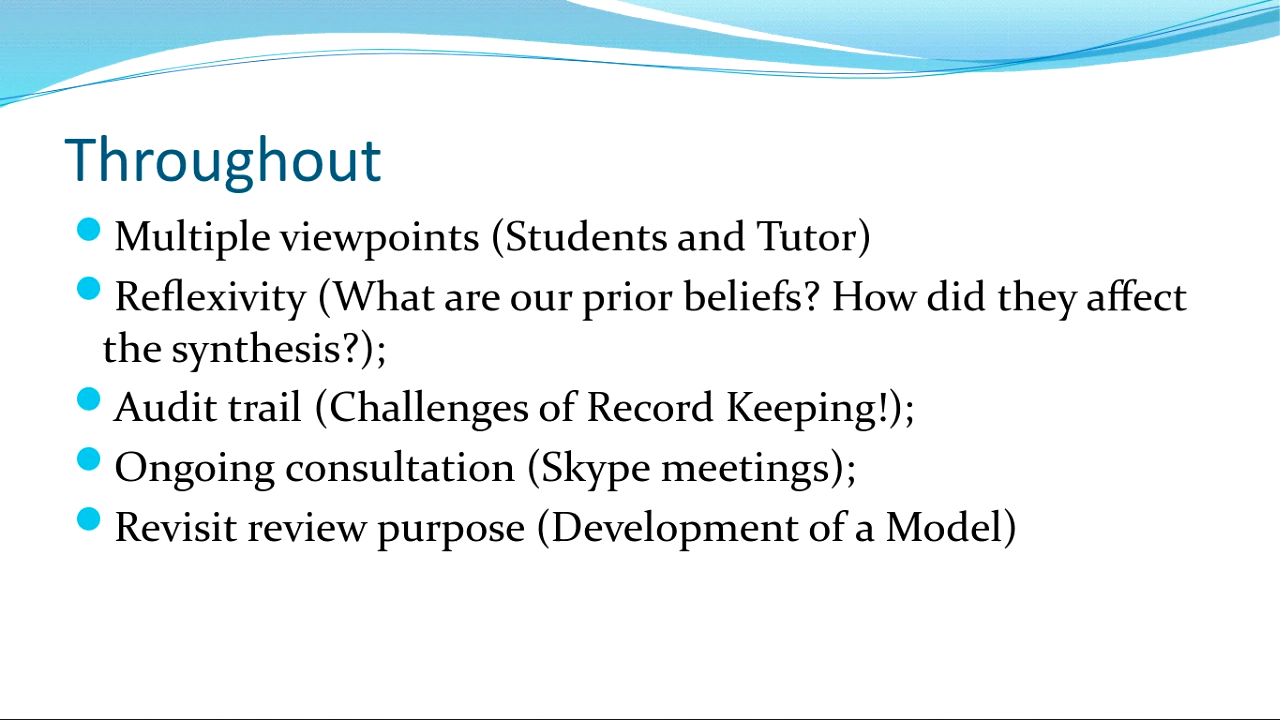 Throughout
Multiple viewpoints (Students and Tutor)
Reflexivity (What are our prior beliefs? How did they affect
the synthesis?);
Audit trail (Challenges of Record Keeping!);
Ongoing consultation (Skype meetings);
Revisit review purpose (Development of a Model)